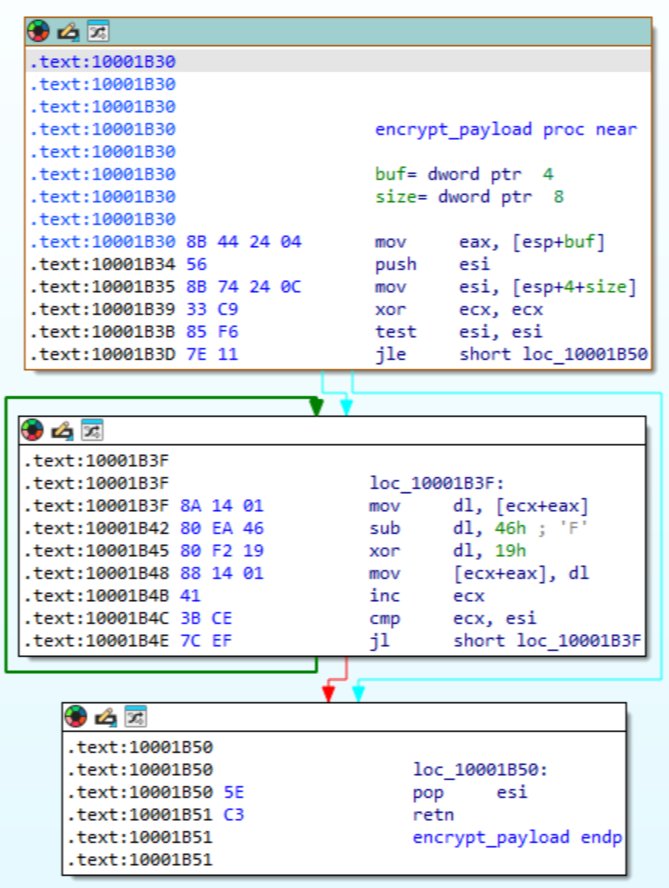 .text:10001B30
.text:10001B30
.text:10001B30
.text:10001B30 encrypt_payload proc near
.text:10001B30
.text:10001B30 buf= dword ptr 4
.text:10001B30 size= dword ptr 8
.text:10001B30
.text:10001B30 8B 44 24 04 mov eax, [esp+buf]
.text:10001B34 56 push esi
.text:10001B35 8B 74 24 0C mov esi, [esp+4+size]
.text:10001B39 33 C9 xor ecx, ecx
.text:10001B3B 85 F6 test esi, esi
.text:10001B3D 7E 11 jle short loc_10001B50
.text:10001B3F
.text:10001B3F loc_10001B3F:
.text:10001B3F 8A 14 01 mov dl, [ecx+eax]
.text:10001B42 80 EA 46 sub dl, 46h ; 'F'
.text:10001B45 80 F2 19 xor dl, 19h
.text:10001B48 88 14 01 mov [ecx+eax], dl
.text:10001B4B 41 inc ecx
.text:10001B4C 3B CE cmp ecx, esi
.text:10001B4E 7C EF jl short loc_10001B3F
.text:10001B50
.text:10001B50 loc_10001B50:
.text:10001B50 5E pop esi
.text:10001B51 C3 retn
.text:10001B51 encrypt_payload endp
.text:10001B51